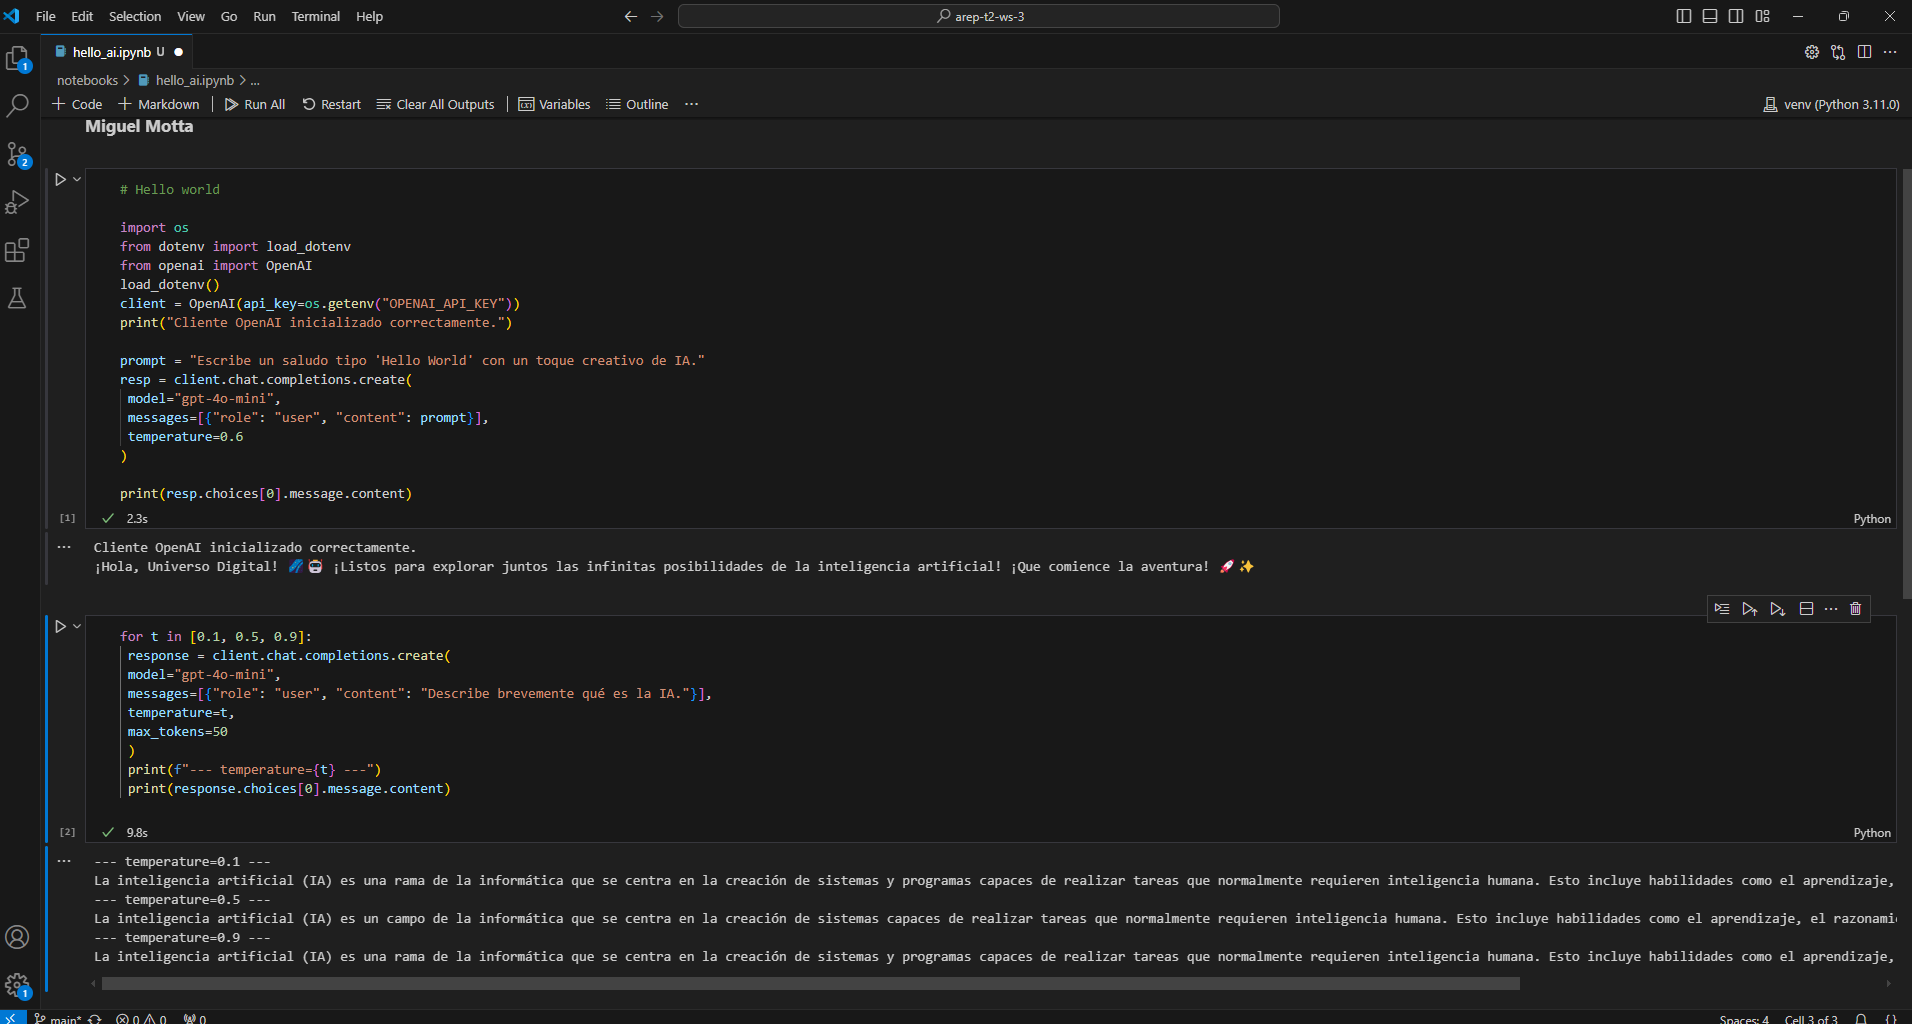 File Edit Selection View Go Run Terminal Help
arep-t2-ws-3
hello_ai.ipynb U
notebooks > hello_ai.ipynb > ...
+ Code + Markdown | Run All Restart Clear All Outputs | Variables Outline ...
venv (Python 3.11.0)
Miguel Motta
# Hello world
import os
from dotenv import load_dotenv
from openai import OpenAI
load_dotenv()
client = OpenAI(api_key=os.getenv("OPENAI_API_KEY"))
print("Cliente OpenAI inicializado correctamente.")
prompt = "Escribe un saludo tipo 'Hello World' con un toque creativo de IA."
resp = client.chat.completions.create(
model="gpt-4o-mini",
messages=[{"role": "user", "content": prompt}],
temperature=0.6
)
print(resp.choices[0].message.content)
[1] 2.3s Python
Cliente OpenAI inicializado correctamente.
¡Hola, Universo Digital! 🌌🤖 ¡Listos para explorar juntos las infinitas posibilidades de la inteligencia artificial! ¡Que comience la aventura! 🚀✨
for t in [0.1, 0.5, 0.9]:
response = client.chat.completions.create(
model="gpt-4o-mini",
messages=[{"role": "user", "content": "Describe brevemente qué es la IA."}],
temperature=t,
max_tokens=50
)
print(f"--- temperature={t} ---")
print(response.choices[0].message.content)
[2] 9.8s Python
--- temperature=0.1 ---
La inteligencia artificial (IA) es una rama de la informática que se centra en la creación de sistemas y programas capaces de realizar tareas que normalmente requieren inteligencia humana. Esto incluye habilidades como el aprendizaje,
--- temperature=0.5 ---
La inteligencia artificial (IA) es un campo de la informática que se centra en la creación de sistemas capaces de realizar tareas que normalmente requieren inteligencia humana. Esto incluye habilidades como el aprendizaje, el razonami
--- temperature=0.9 ---
La inteligencia artificial (IA) es una rama de la informática que se centra en la creación de sistemas y programas capaces de realizar tareas que normalmente requieren inteligencia humana. Esto incluye habilidades como el aprendizaje,
main* 0 0 0 Spaces: 4 Cell 3 of 3